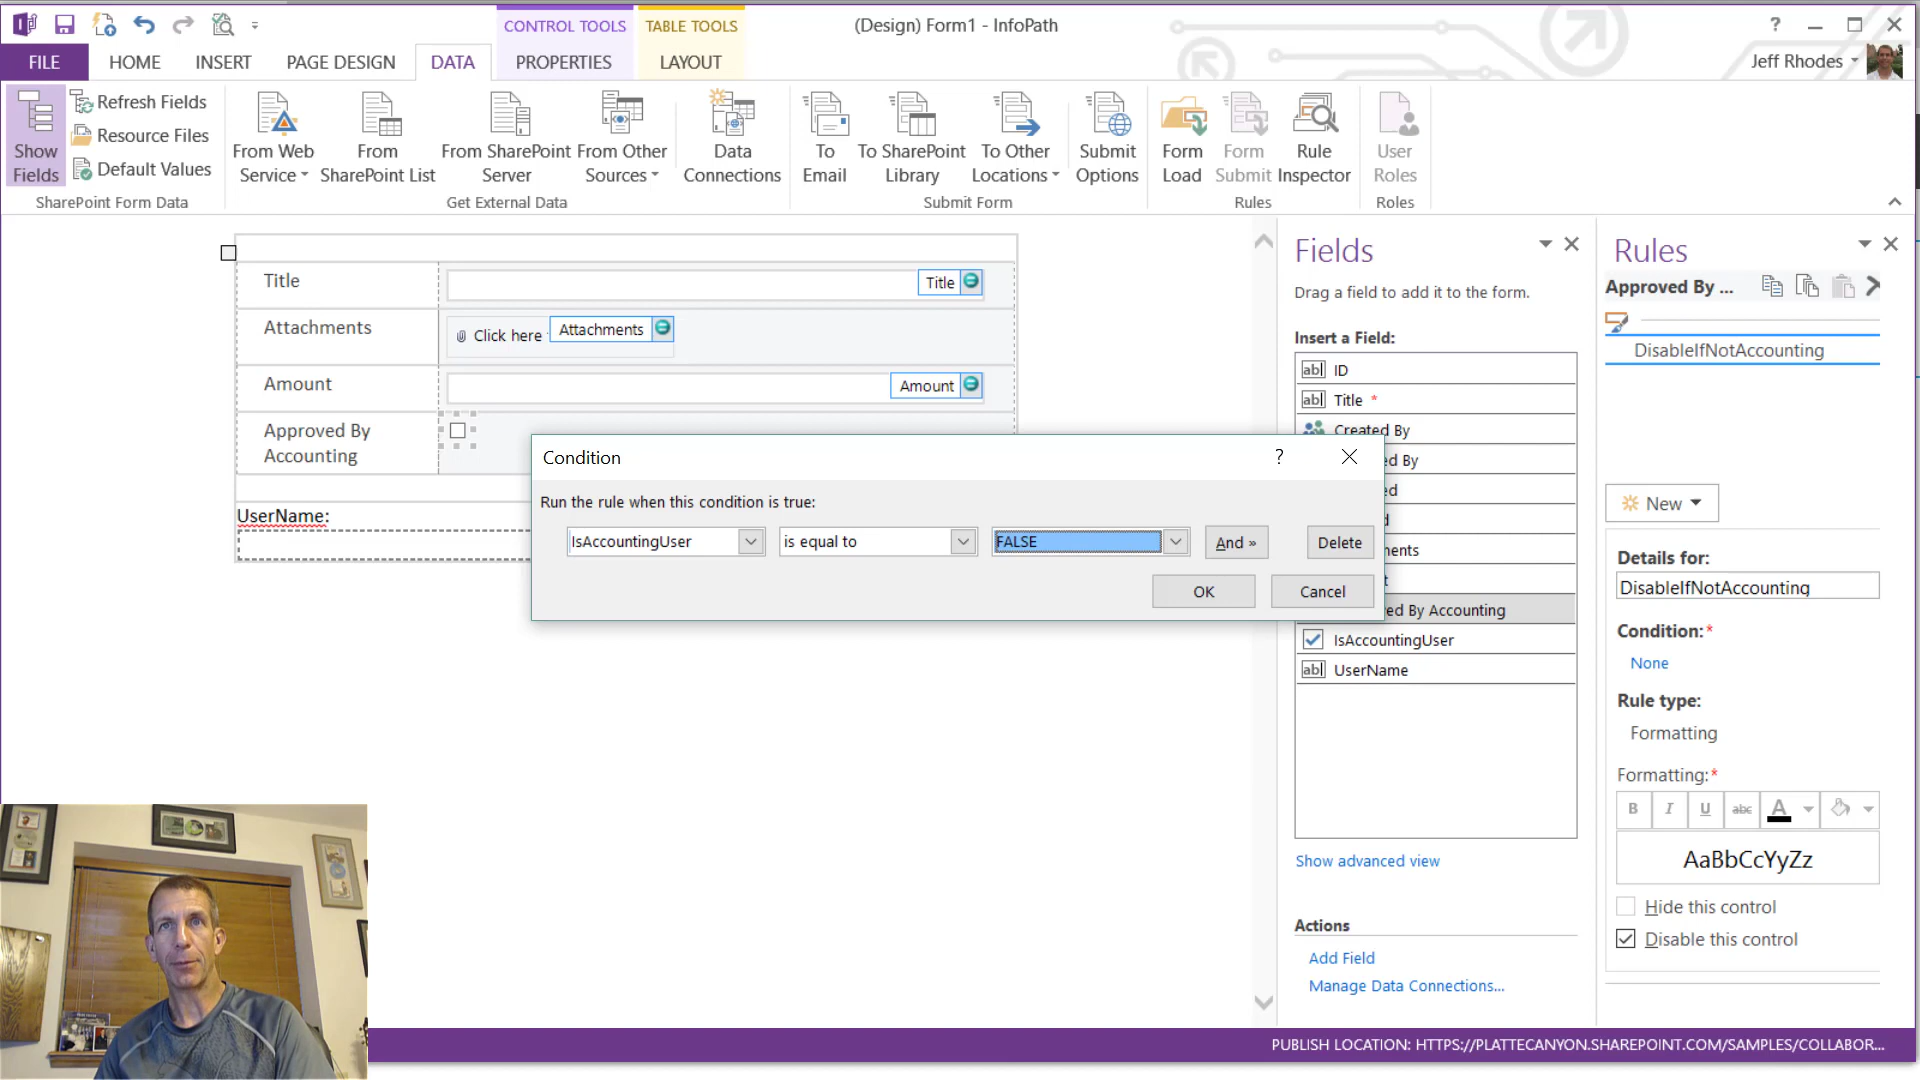 CONTROL TOOLS
TABLE TOOLS
(Design) Form1 - InfoPath
?
FILE
HOME
INSERT
PAGE DESIGN
DATA
PROPERTIES
LAYOUT
Jeff Rhodes
Show Fields
Refresh Fields
Resource Files
Default Values
SharePoint Form Data
From Web Service
From SharePoint List
From SharePoint Server
From Other Sources
Data Connections
Get External Data
To Email
To SharePoint Library
To Other Locations
Submit Options
Submit Form
Form Load
Form Submit
Rule Inspector
Rules
User Roles
Roles
Title
Title
Attachments
Click here
Attachments
Amount
Amount
Approved By
Accounting
UserName:
Condition
?
Run the rule when this condition is true:
IsAccountingUser
is equal to
FALSE
And »
Delete
OK
Cancel
Fields
Drag a field to add it to the form.
Insert a Field:
ab| ID
ab| Title *
Created By
ed By
ed
d
ments
t
ed By Accounting
IsAccountingUser
ab| UserName
Show advanced view
Actions
Add Field
Manage Data Connections...
Rules
Approved By ...
DisableIfNotAccounting
New
Details for:
DisableIfNotAccounting
Condition:*
None
Rule type:
Formatting
Formatting:*
B I U abc A
AaBbCcYyZz
Hide this control
Disable this control
PUBLISH LOCATION: HTTPS://PLATTECANYON.SHAREPOINT.COM/SAMPLES/COLLABOR...